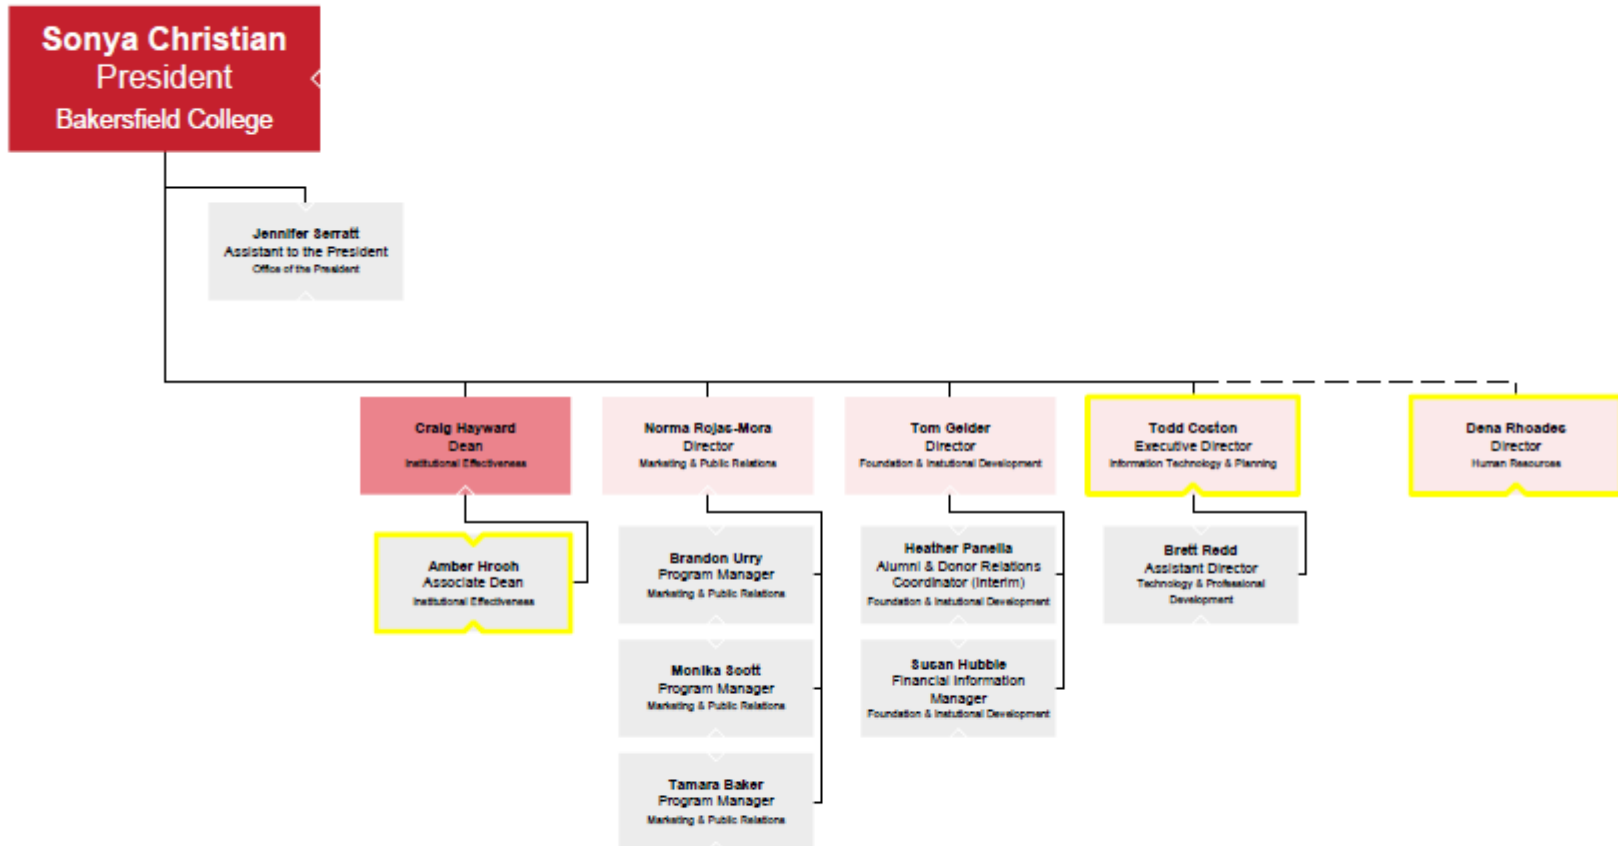 Sonya Christian
President
Bakersfield College
Jennifer Serratt
Assistant to the President
Office of the President
Craig Hayward
Dean
Institutional Effectiveness
Norma Rojas-Mora
Director
Marketing & Public Relations
Tom Gelder
Director
Foundation & Instutional Development
Todd Coston
Executive Director
Information Technology & Planning
Dena Rhoades
Director
Human Resources
Amber Hroch
Associate Dean
Institutional Effectiveness
Brandon Urry
Program Manager
Marketing & Public Relations
Monika Scott
Program Manager
Marketing & Public Relations
Tamara Baker
Program Manager
Marketing & Public Relations
Heather Panella
Alumni & Donor Relations
Coordinator (Interim)
Foundation & Instutional Development
Susan Hubble
Financial Information
Manager
Foundation & Instutional Development
Brett Redd
Assistant Director
Technology & Professional
Development